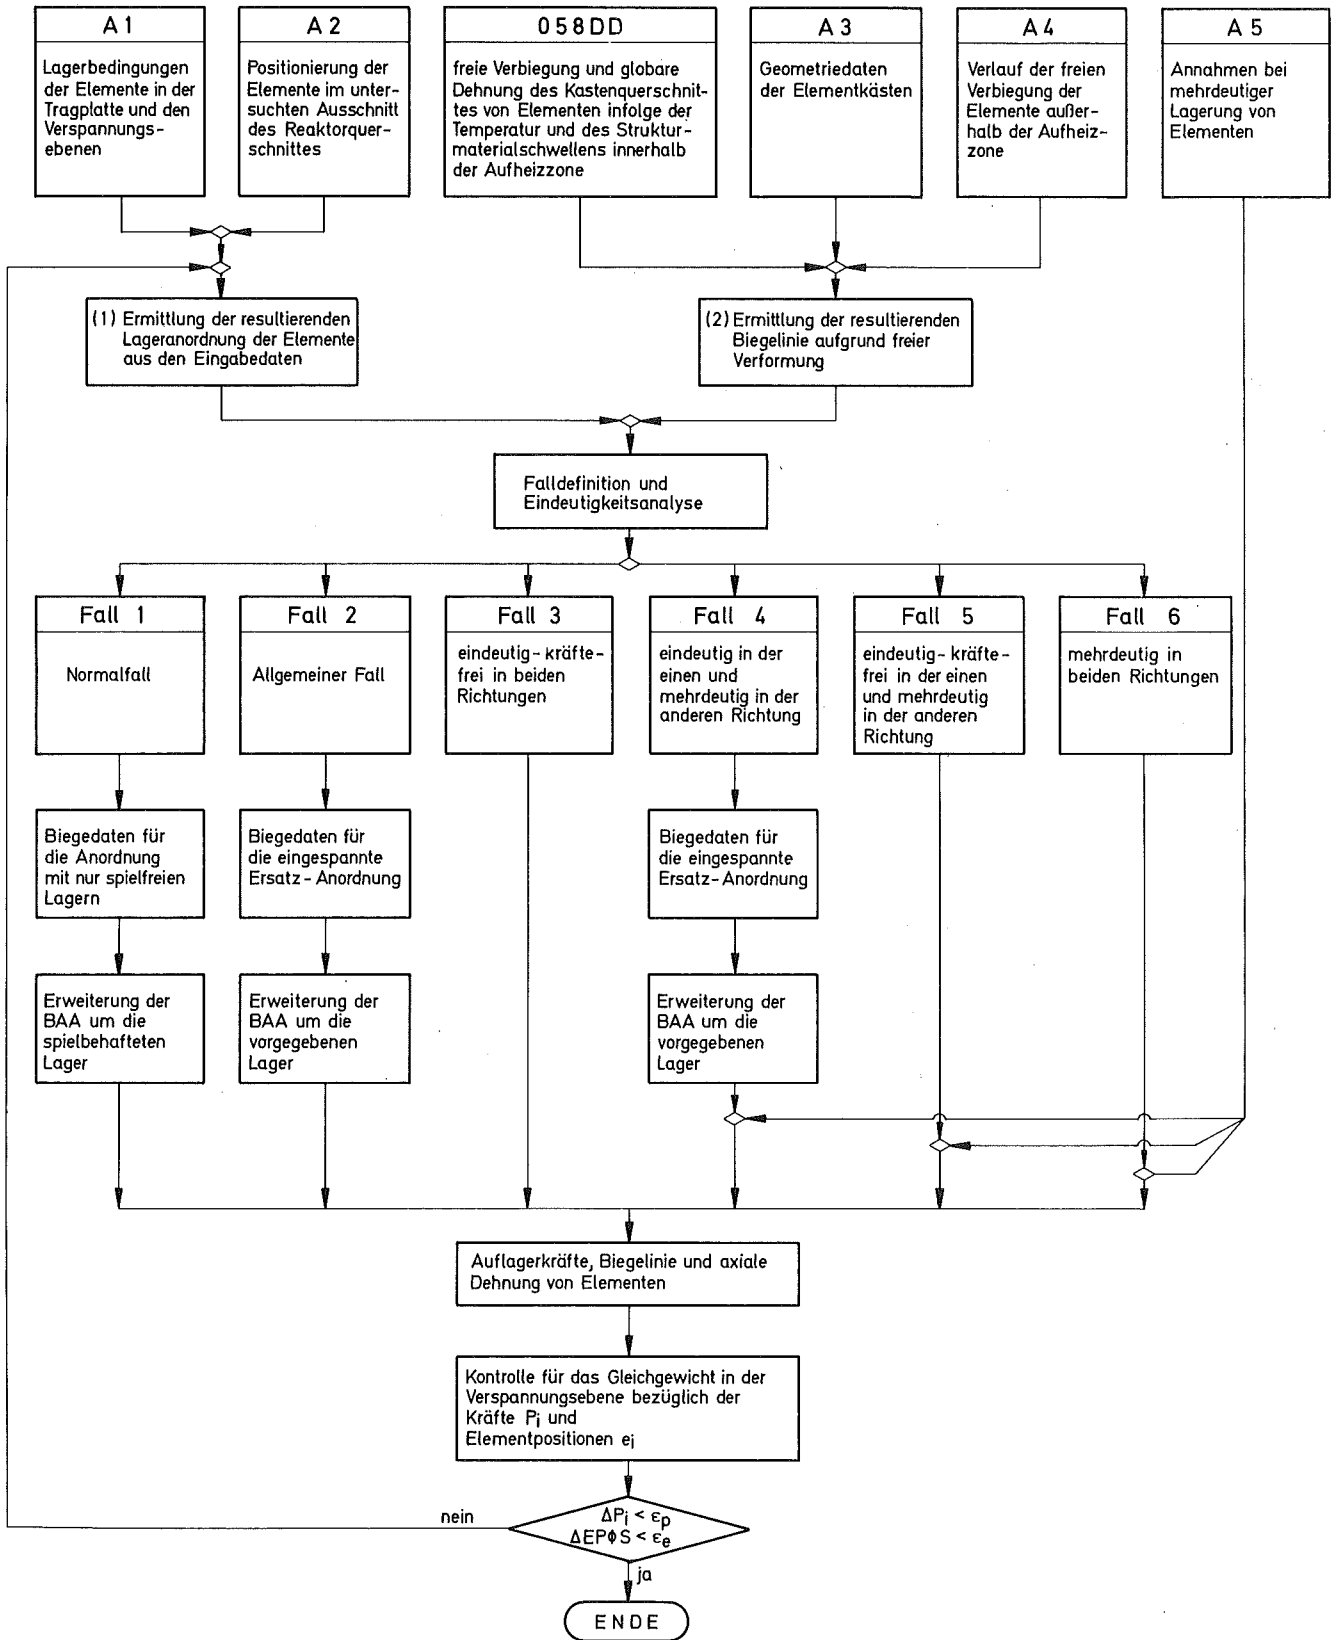 A 1
Lagerbedingungen
der Elemente in der
Tragplatte und den
Verspannungs-
ebenen
A 2
Positionierung der
Elemente im unter-
suchten Ausschnitt
des Reaktorquer-
schnittes
058DD
freie Verbiegung und globare
Dehnung des Kastenquerschnit-
tes von Elementen infolge der
Temperatur und des Struktur-
materialschwellens innerhalb
der Aufheizzone
A 3
Geometriedaten
der Elementkästen
A 4
Verlauf der freien
Verbiegung der
Elemente außer-
halb der Aufheiz-
zone
A 5
Annahmen bei
mehrdeutiger
Lagerung von
Elementen
(1) Ermittlung der resultierenden
Lageranordnung der Elemente
aus den Eingabedaten
(2) Ermittlung der resultierenden
Biegelinie aufgrund freier
Verformung
Falldefinition und
Eindeutigkeitsanalyse
Fall 1
Normalfall
Fall 2
Allgemeiner Fall
Fall 3
eindeutig-kräfte-
frei in beiden
Richtungen
Fall 4
eindeutig in der
einen und
mehrdeutig in der
anderen Richtung
Fall 5
eindeutig-kräfte-
frei in der einen
und mehrdeutig
in der anderen
Richtung
Fall 6
mehrdeutig in
beiden Richtungen
Biegedaten für
die Anordnung
mit nur spielfreien
Lagern
Biegedaten für
die eingespannte
Ersatz-Anordnung
Biegedaten für
die eingespannte
Ersatz-Anordnung
Erweiterung der
BAA um die
spielbehafteten
Lager
Erweiterung der
BAA um die
vorgegebenen
Lager
Erweiterung der
BAA um die
vorgegebenen
Lager
Auflagerkräfte, Biegelinie und axiale
Dehnung von Elementen
Kontrolle für das Gleichgewicht in der
Verspannungsebene bezüglich der
Kräfte Pi und
Elementpositionen ei
nein
ΔPi < εp
ΔEPΦS < εe
ja
ENDE